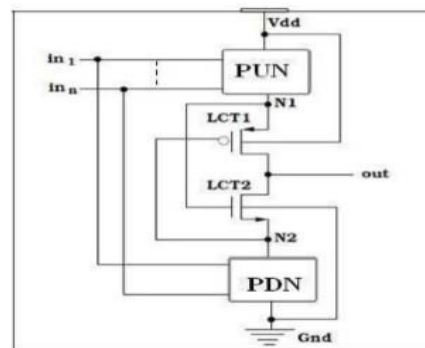 Vdd
in 1
PUN
in n
N1
LCT1
out
LCT2
N2
PDN
Gnd